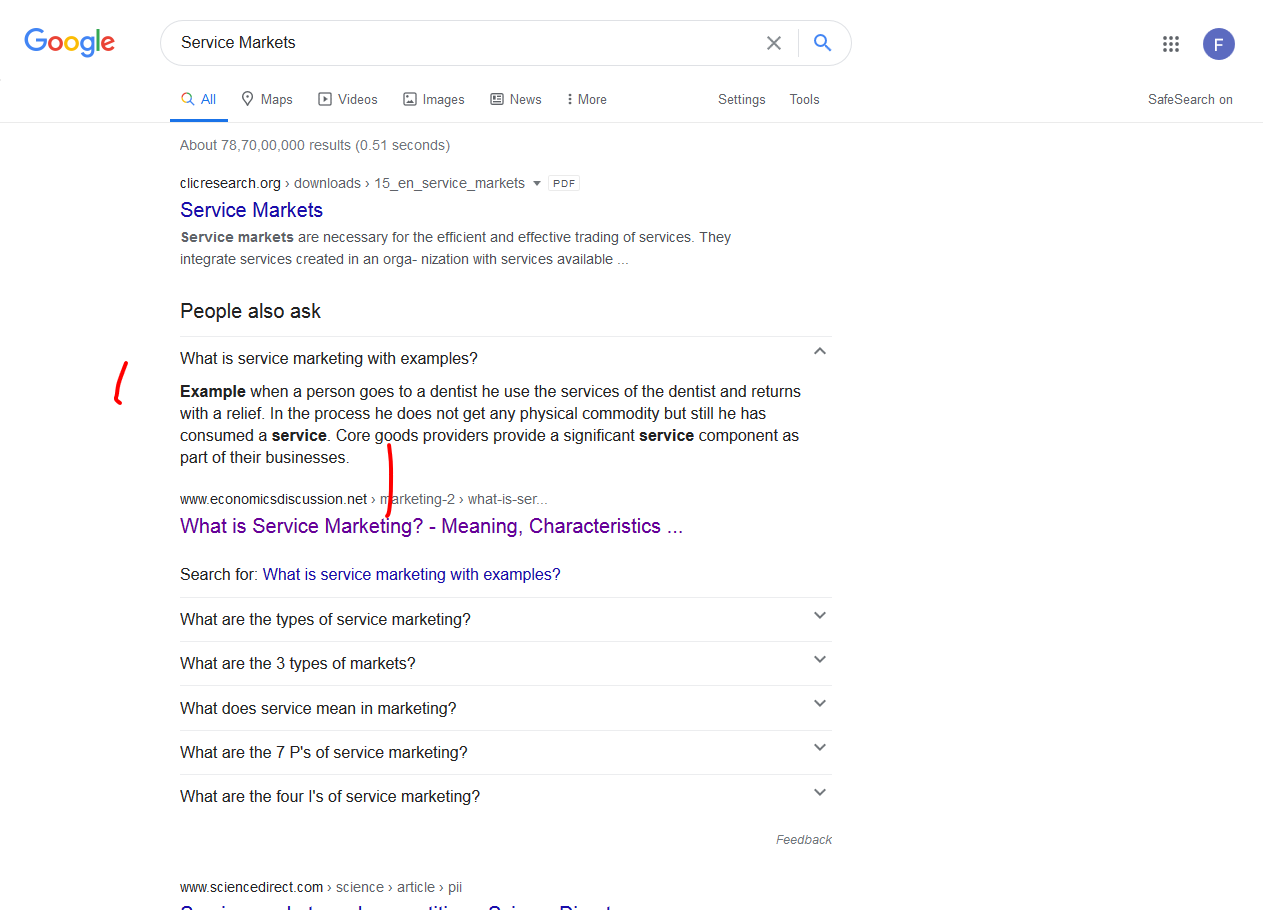 Google
Service Markets
F
All Maps Videos Images News More Settings Tools SafeSearch on
About 78,70,00,000 results (0.51 seconds)
clicresearch.org › downloads › 15_en_service_markets PDF
Service Markets
Service markets are necessary for the efficient and effective trading of services. They
integrate services created in an orga- nization with services available ...
People also ask
What is service marketing with examples?
Example when a person goes to a dentist he use the services of the dentist and returns
with a relief. In the process he does not get any physical commodity but still he has
consumed a service. Core goods providers provide a significant service component as
part of their businesses.
www.economicsdiscussion.net › marketing-2 › what-is-ser...
What is Service Marketing? - Meaning, Characteristics ...
Search for: What is service marketing with examples?
What are the types of service marketing?
What are the 3 types of markets?
What does service mean in marketing?
What are the 7 P's of service marketing?
What are the four I's of service marketing?
Feedback
www.sciencedirect.com › science › article › pii